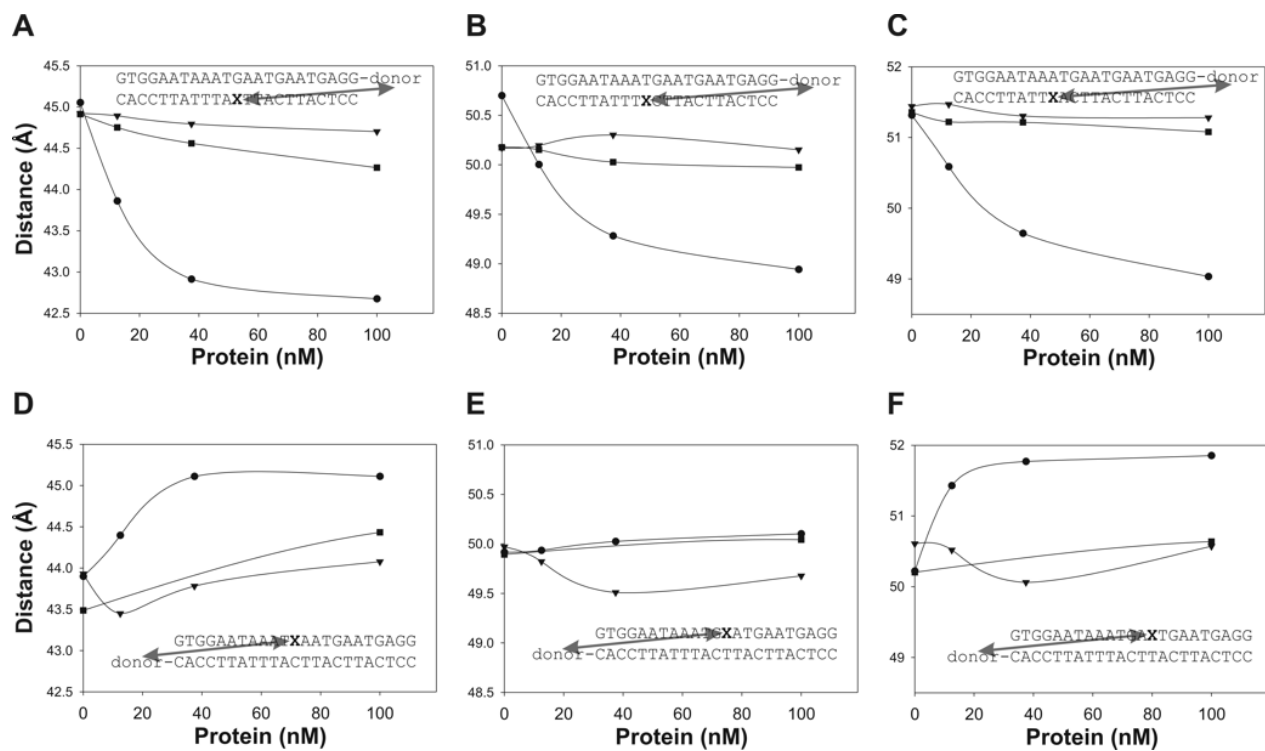 A
B
C
45.5
45.0
44.5
44.0
43.5
43.0
42.5
Distance (Å)
GTGGAATAAATGAATGAATGAGG-donor
CACCTTATTTAXTTACTTACTCC
0
20
40
60
80
100
Protein (nM)
51.0
50.5
50.0
49.5
49.0
48.5
GTGGAATAAATGAATGAATGAGG-donor
CACCTTATTTXCTTACTTACTCC
0
20
40
60
80
100
Protein (nM)
52
51
50
49
GTGGAATAAATGAATGAATGAGG-donor
CACCTTATTXACTTACTTACTCC
0
20
40
60
80
100
Protein (nM)
D
E
F
45.5
45.0
44.5
44.0
43.5
43.0
42.5
Distance (Å)
GTGGAATAAATXAATGAATGAGG
donor-CACCTTATTTACTTACTTACTCC
0
20
40
60
80
100
Protein (nM)
51.0
50.5
50.0
49.5
49.0
48.5
GTGGAATAAATGXATGAATGAGG
donor-CACCTTATTTACTTACTTACTCC
0
20
40
60
80
100
Protein (nM)
52
51
50
49
GTGGAATAAATGAXTGAATGAGG
donor-CACCTTATTTACTTACTTACTCC
0
20
40
60
80
100
Protein (nM)